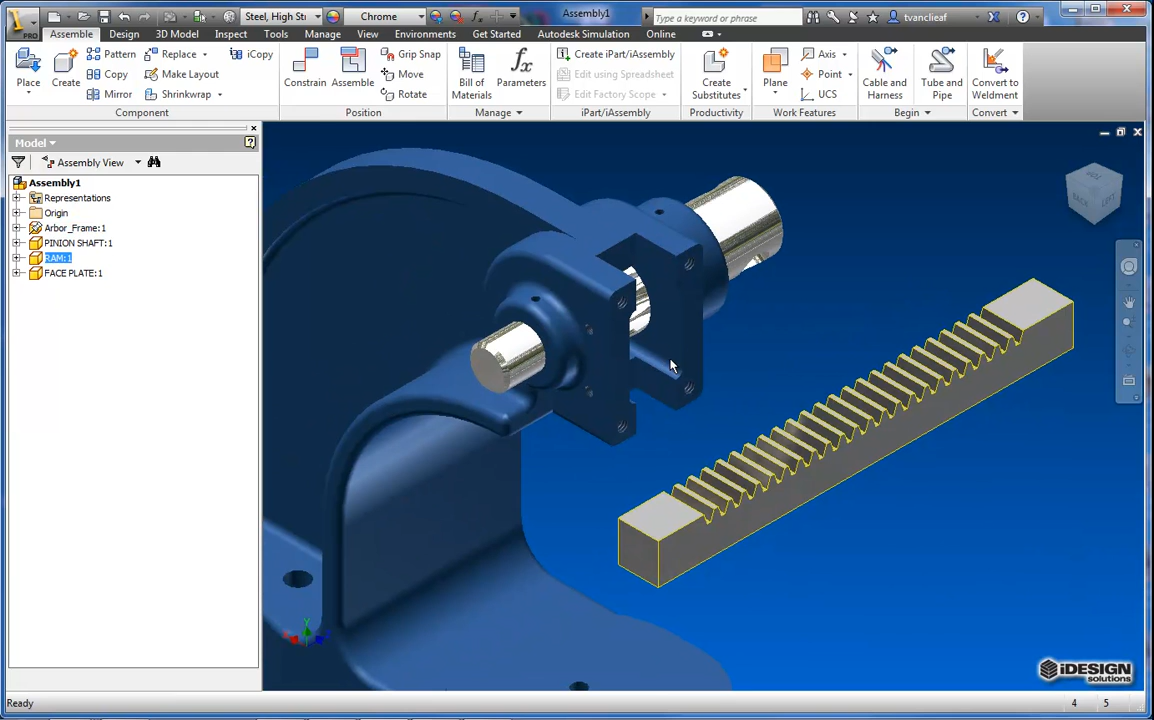 Steel, High St
Chrome
Assembly1
Type a keyword or phrase
tvanclieaf
PRO
Assemble
Design
3D Model
Inspect
Tools
Manage
View
Environments
Get Started
Autodesk Simulation
Online
Place
Create
Pattern
Copy
Mirror
Replace
Make Layout
Shrinkwrap
iCopy
Component
Constrain
Assemble
Grip Snap
Move
Rotate
Position
Bill of
Materials
Parameters
Manage
Create iPart/iAssembly
Edit using Spreadsheet
Edit Factory Scope
iPart/iAssembly
Create
Substitutes
Productivity
Plane
Axis
Point
UCS
Work Features
Cable and
Harness
Tube and
Pipe
Begin
Convert to
Weldment
Convert
Model
Assembly View
Assembly1
Representations
Origin
Arbor_Frame:1
PINION SHAFT:1
RAM:1
FACE PLATE:1
iDESIGN
solutions
Ready
4
5